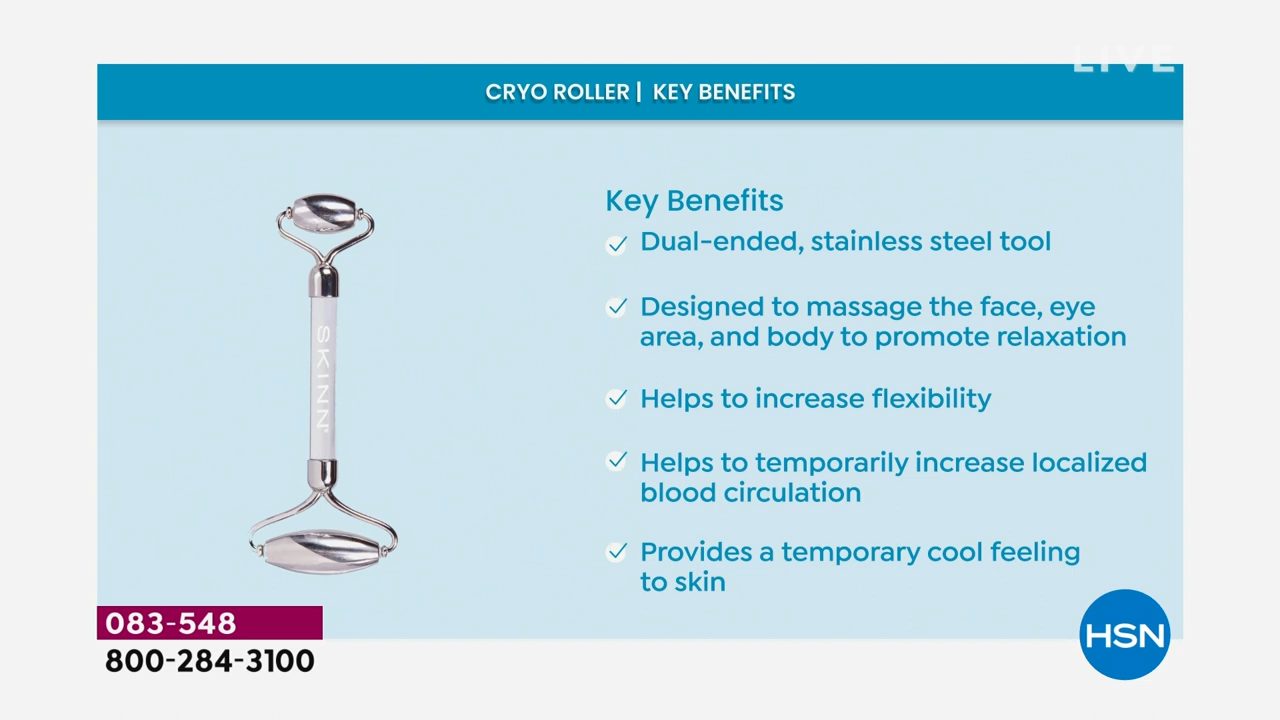 LIVE
CRYO ROLLER | KEY BENEFITS
Key Benefits
Dual-ended, stainless steel tool
Designed to massage the face, eye
area, and body to promote relaxation
Helps to increase flexibility
Helps to temporarily increase localized
blood circulation
Provides a temporary cool feeling
to skin
SKINN
083-548
800-284-3100
HSN